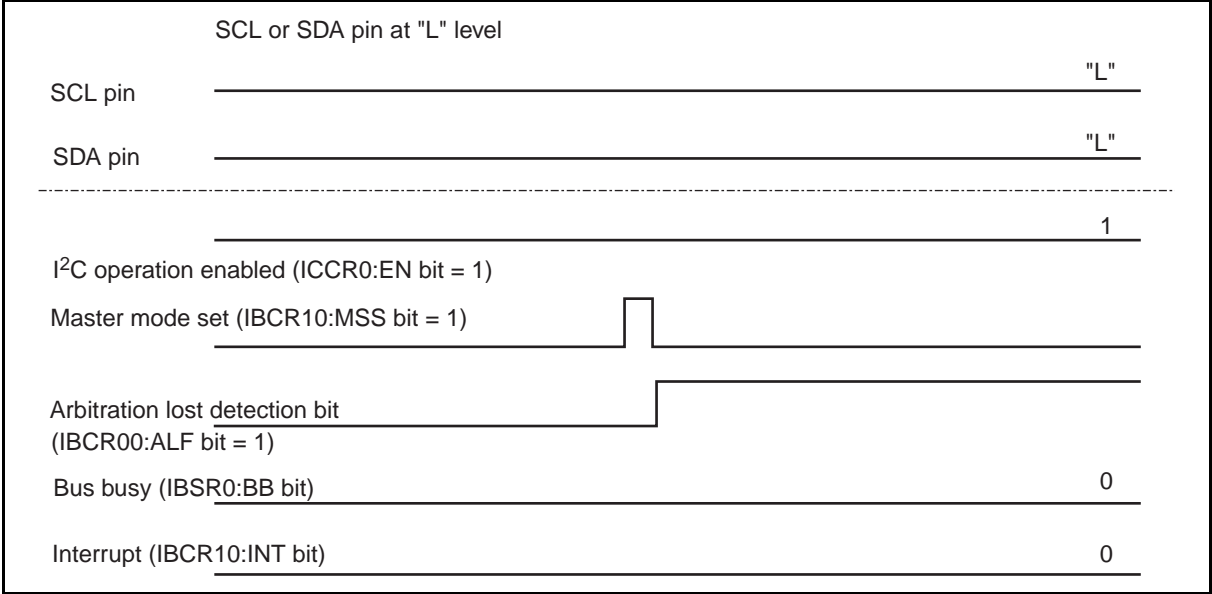 SCL or SDA pin at "L" level
"L"
SCL pin
"L"
SDA pin
1
I2C operation enabled (ICCR0:EN bit = 1)
Master mode set (IBCR10:MSS bit = 1)
Arbitration lost detection bit
(IBCR00:ALF bit = 1)
Bus busy (IBSR0:BB bit) 0
Interrupt (IBCR10:INT bit) 0